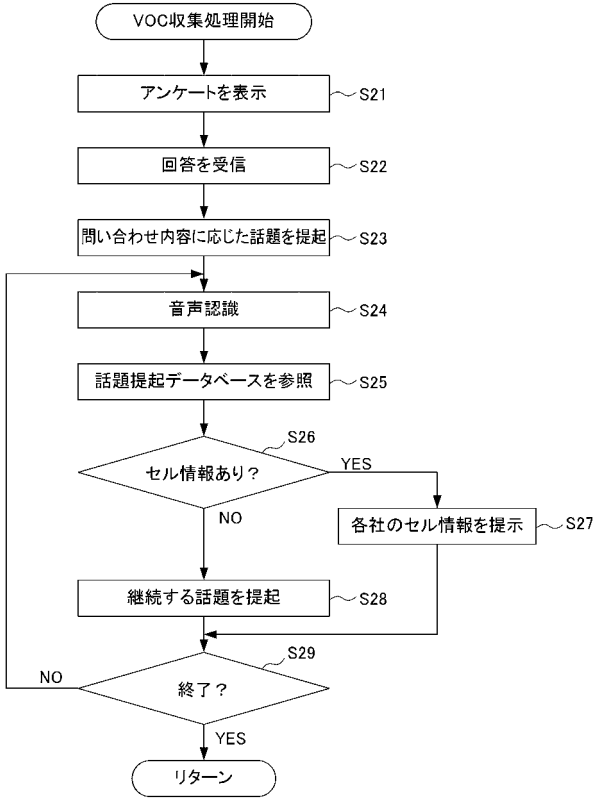 VOC収集処理開始
アンケートを表示
S21
回答を受信
S22
問い合わせ内容に応じた話題を提起
S23
音声認識
S24
話題提起データベースを参照
S25
S26
セル情報あり?
YES
NO
各社のセル情報を提示
S27
継続する話題を提起
S28
S29
終了?
NO
YES
リターン